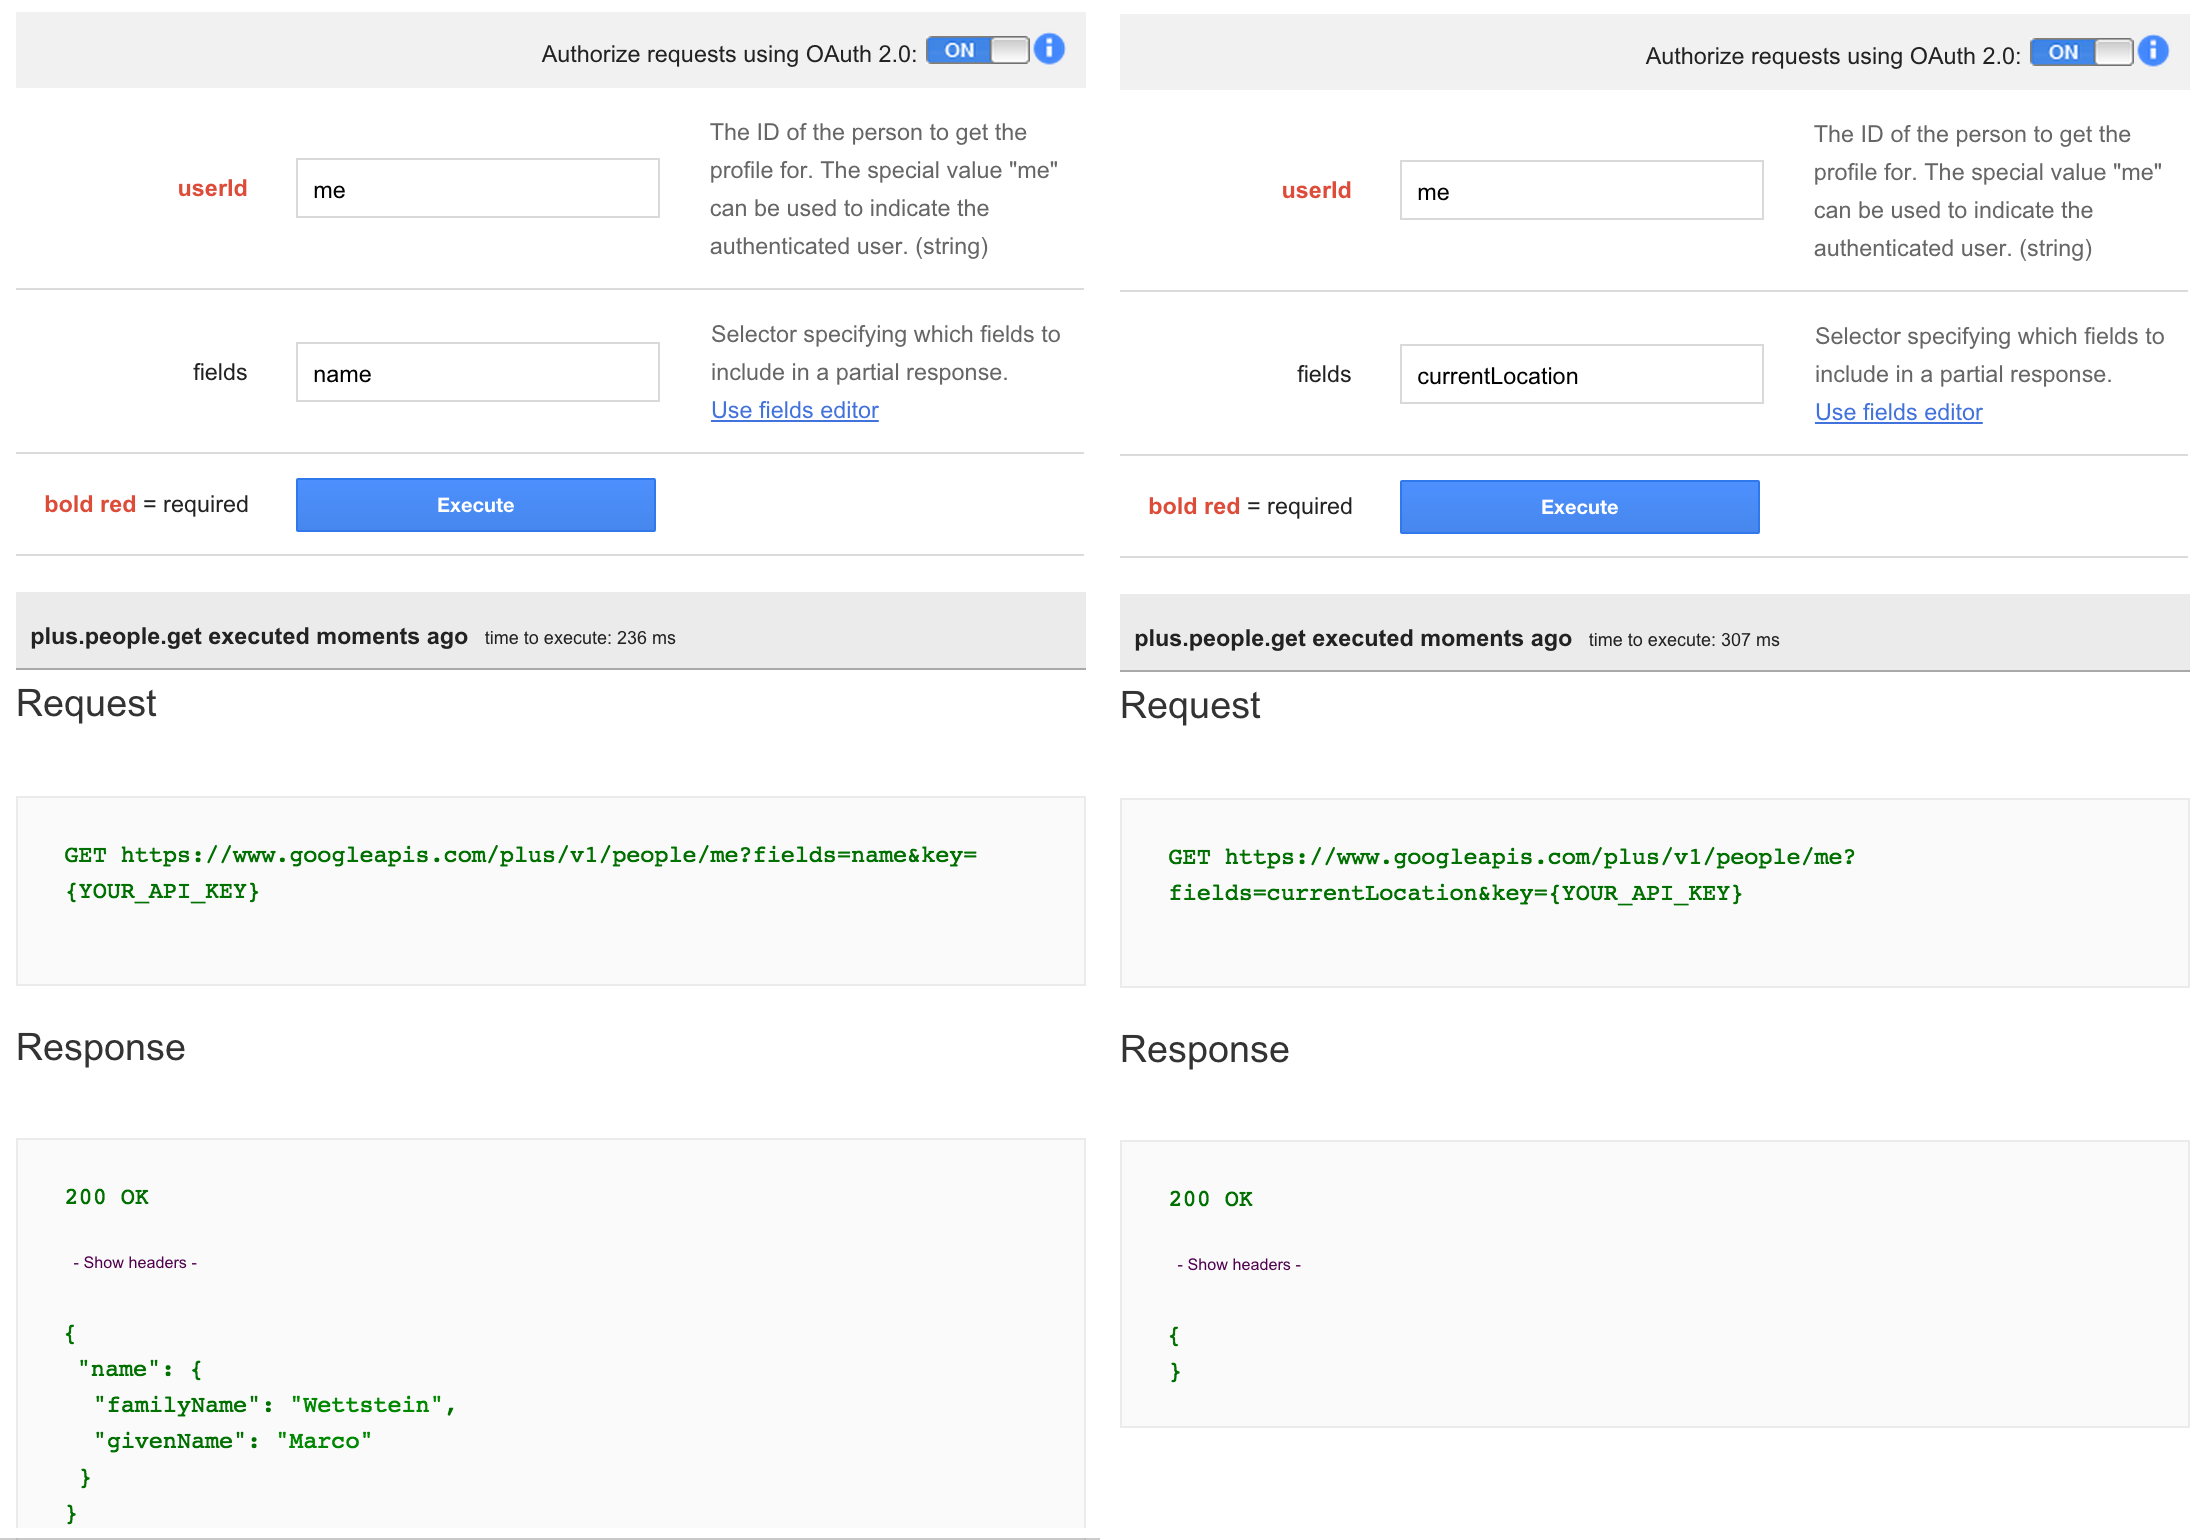 Authorize requests using OAuth 2.0: ON i
userId
me
The ID of the person to get the
profile for. The special value "me"
can be used to indicate the
authenticated user. (string)
fields
name
Selector specifying which fields to
include in a partial response.
Use fields editor
bold red = required
Execute
plus.people.get executed moments ago time to execute: 236 ms
Request
GET https://www.googleapis.com/plus/v1/people/me?fields=name&key=
{YOUR_API_KEY}
Response
200 OK
- Show headers -
{
"name": {
"familyName": "Wettstein",
"givenName": "Marco"
}
}
Authorize requests using OAuth 2.0: ON i
userId
me
The ID of the person to get the
profile for. The special value "me"
can be used to indicate the
authenticated user. (string)
fields
currentLocation
Selector specifying which fields to
include in a partial response.
Use fields editor
bold red = required
Execute
plus.people.get executed moments ago time to execute: 307 ms
Request
GET https://www.googleapis.com/plus/v1/people/me?
fields=currentLocation&key={YOUR_API_KEY}
Response
200 OK
- Show headers -
{
}